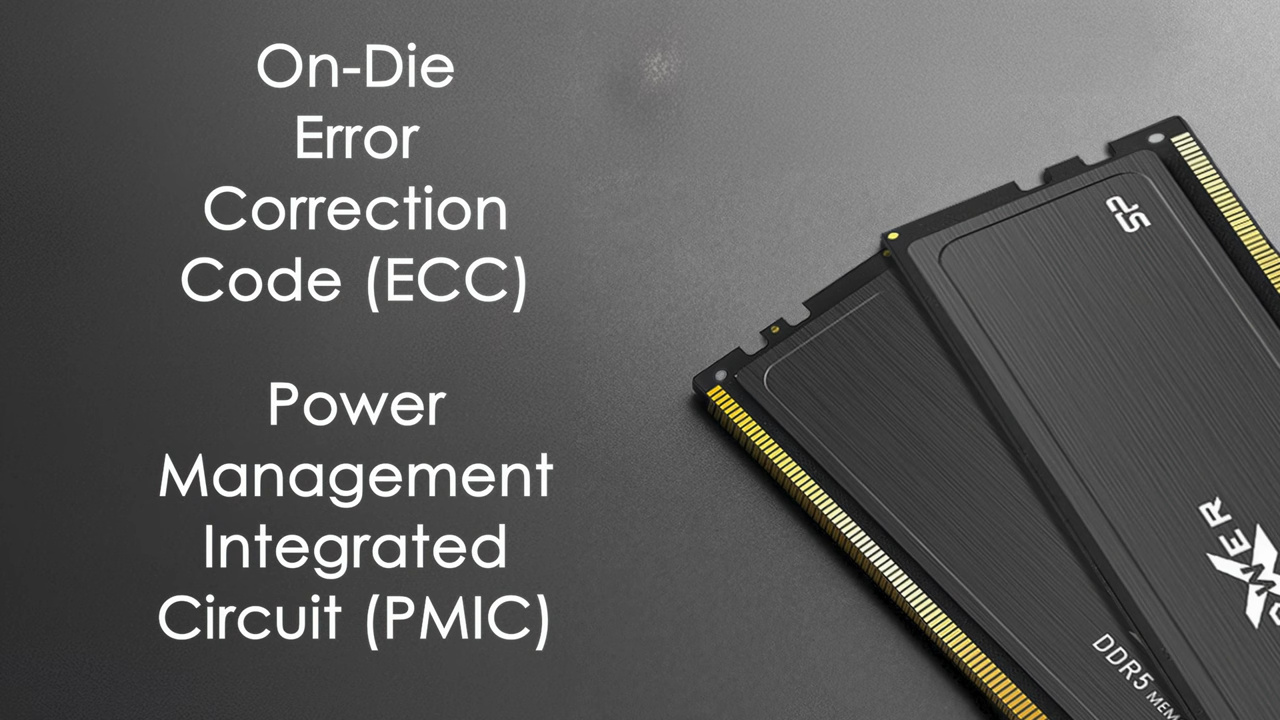 On-Die
Error
Correction
Code (ECC)
Power
Management
Integrated
Circuit (PMIC)
SP
DDR5